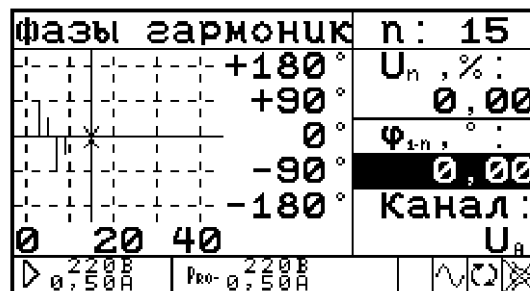 Фазы гармоник
n: 15
+180°
+90°
0°
-90°
-180°
0 20 40
Uₙ ,% :
0,00
φ₁₋ₙ , ° :
0,00
Канал:
U_A
220В
0,50А
PRO- 220В
0,50А